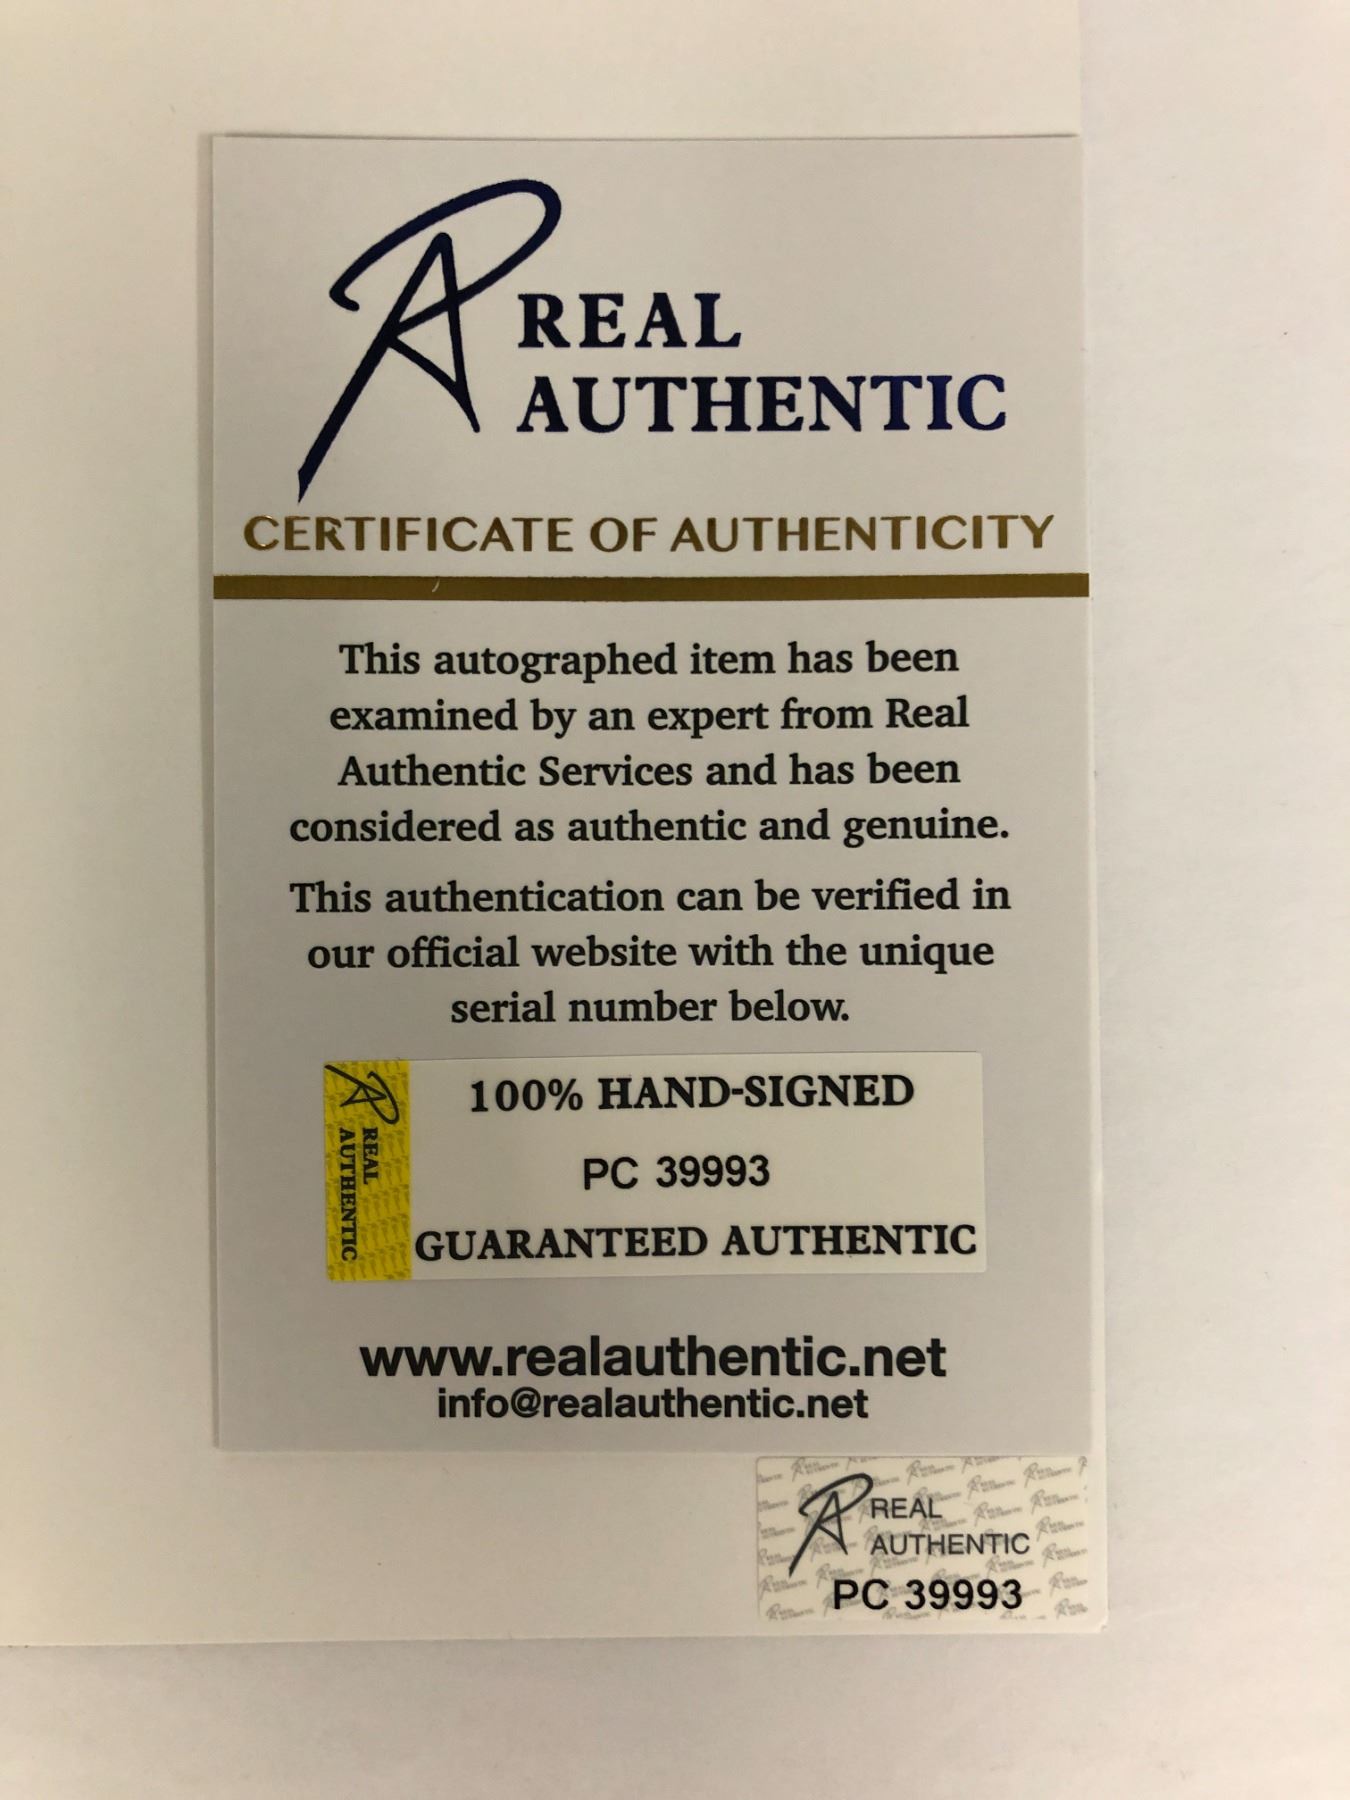 REAL
AUTHENTIC
CERTIFICATE OF AUTHENTICITY
This autographed item has been
examined by an expert from Real
Authentic Services and has been
considered as authentic and genuine.
This authentication can be verified in
our official website with the unique
serial number below.
REAL
AUTHENTIC
100% HAND-SIGNED
PC 39993
GUARANTEED AUTHENTIC
www.realauthentic.net
info@realauthentic.net
REAL
AUTHENTIC
PC 39993